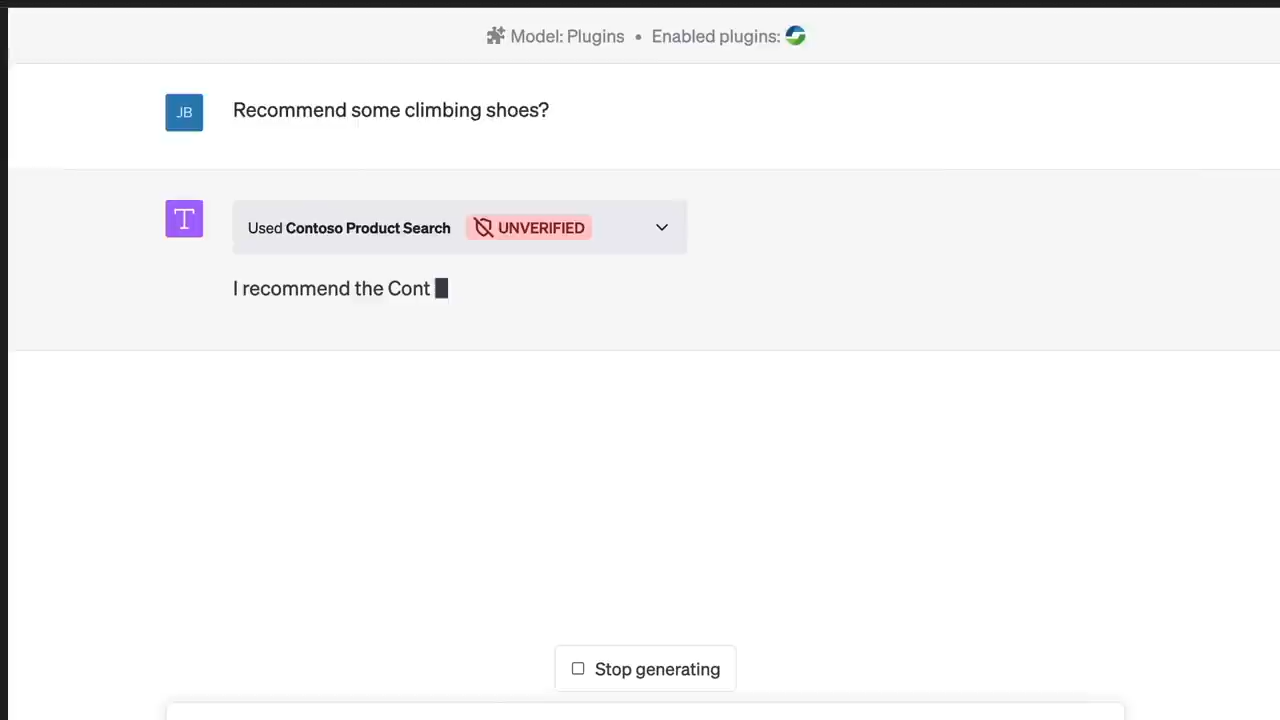 Model: Plugins • Enabled plugins:
JB
Recommend some climbing shoes?
T
Used Contoso Product Search UNVERIFIED
I recommend the Cont
Stop generating